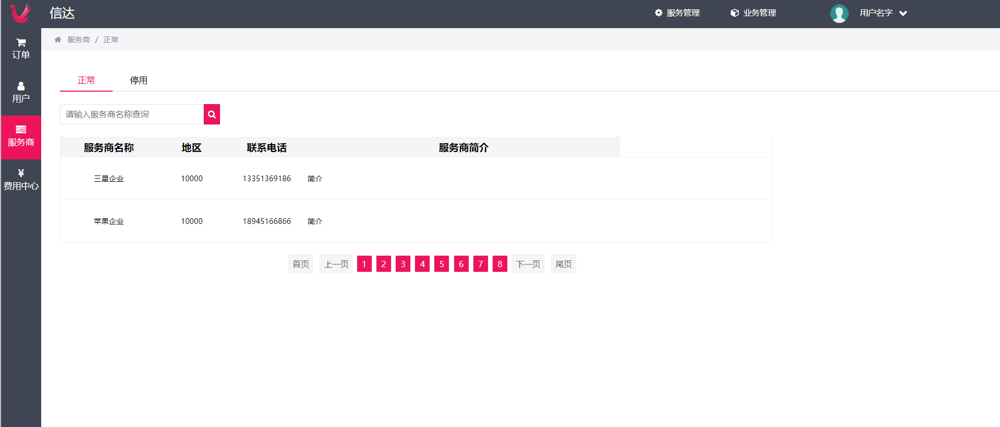 信达 服务管理 业务管理 用户名字
服务商 / 正常
订单
用户
服务商
¥
费用中心
正常 停用
请输入服务商名称查询
服务商名称 地区 联系电话 服务商简介
三星企业 10000 13351369186 简介
苹果企业 10000 18945166866 简介
首页 上一页 1 2 3 4 5 6 7 8 下一页 尾页